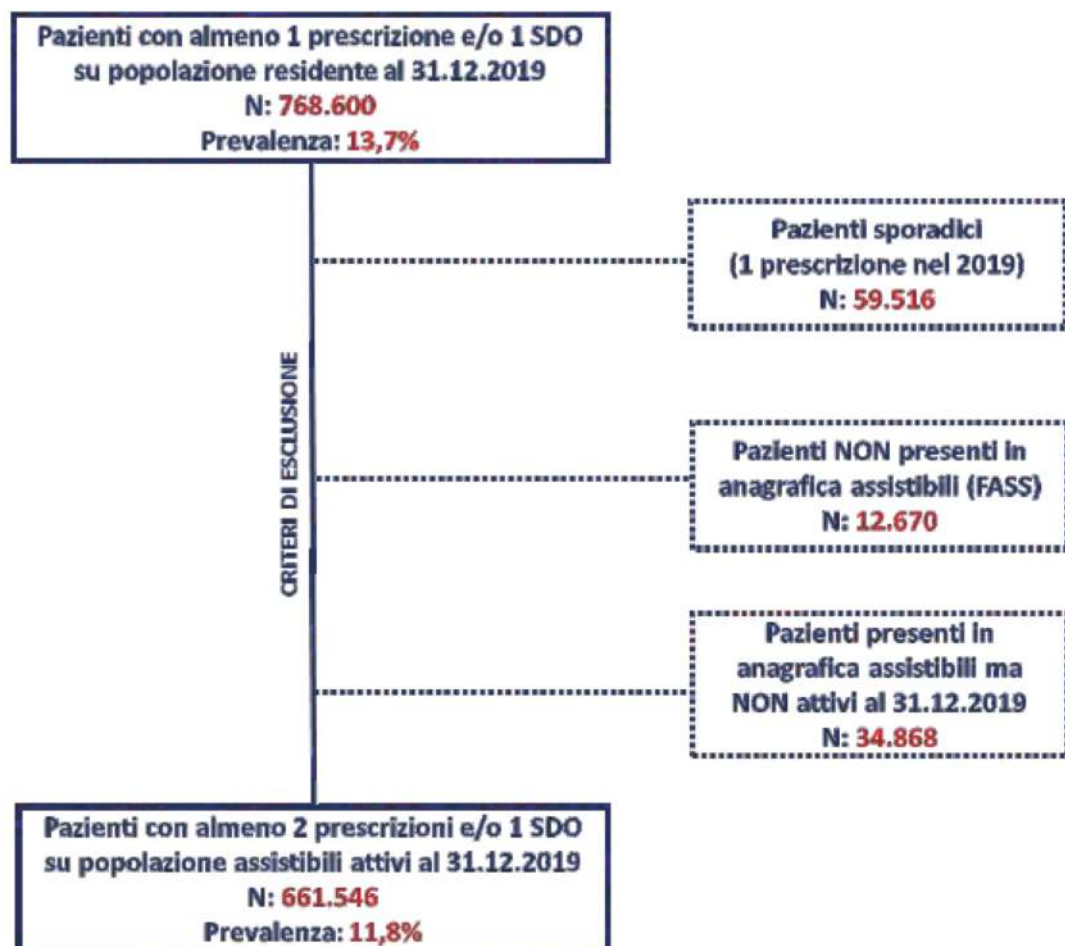 Pazienti con almeno 1 prescrizione e/o 1 SDO
su popolazione residente al 31.12.2019
N: 768.600
Prevalenza: 13,7%
Pazienti sporadici
(1 prescrizione nel 2019)
N: 59.516
CRITERI DI ESCLUSIONE
Pazienti NON presenti in
anagrafica assistibili (FASS)
N: 12.670
Pazienti presenti in
anagrafica assistibili ma
NON attivi al 31.12.2019
N: 34.868
Pazienti con almeno 2 prescrizioni e/o 1 SDO
su popolazione assistibili attivi al 31.12.2019
N: 661.546
Prevalenza: 11,8%